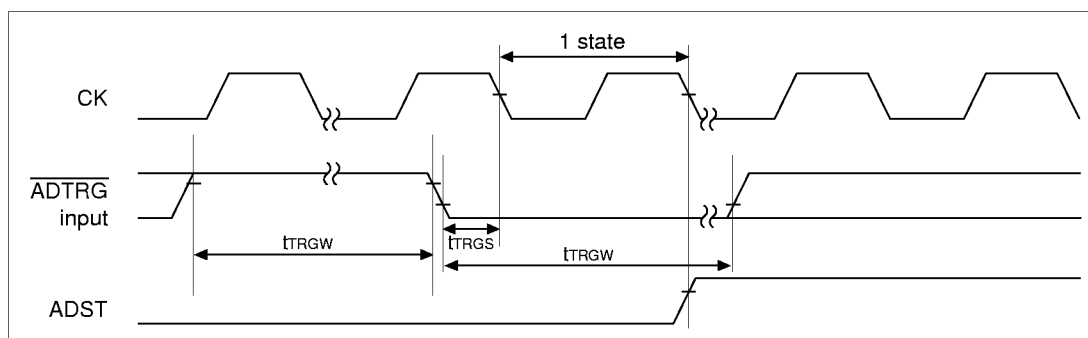 1 state
CK
ADTRG
input
tTRGS
tTRGW
tTRGW
ADST